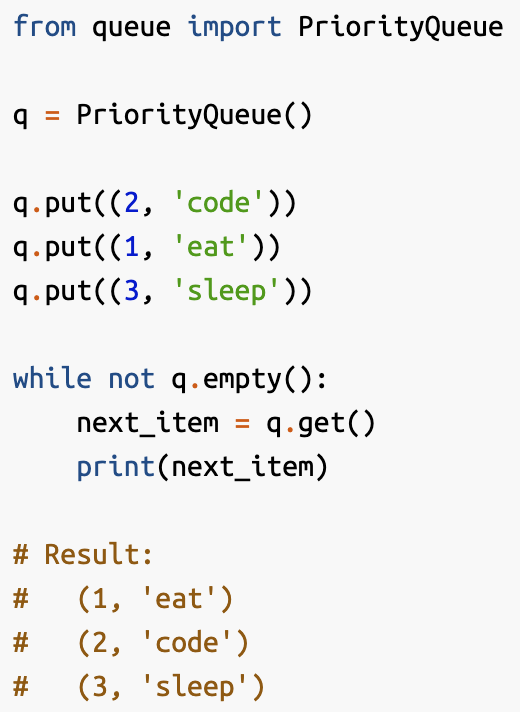 from queue import PriorityQueue

q = PriorityQueue()

q.put((2, 'code'))
q.put((1, 'eat'))
q.put((3, 'sleep'))

while not q.empty():
    next_item = q.get()
    print(next_item)

# Result:
#   (1, 'eat')
#   (2, 'code')
#   (3, 'sleep')